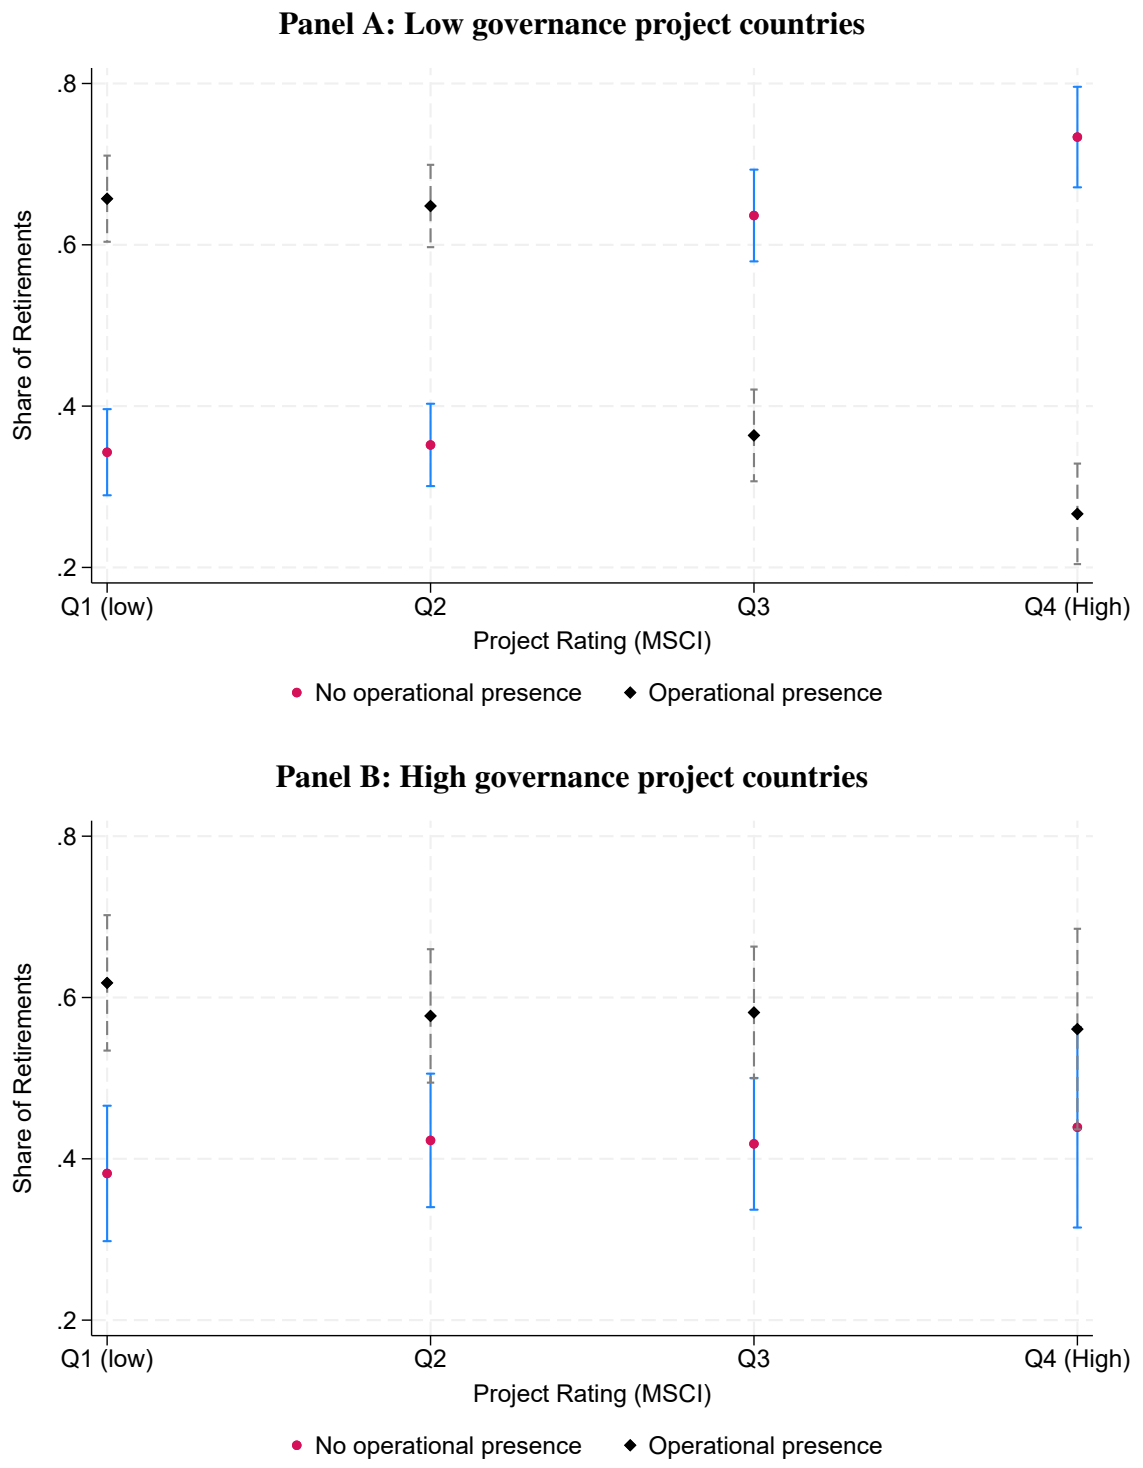 Panel A: Low governance project countries
.8
.6
.4
.2
Share of Retirements
Q1 (low) Q2 Q3 Q4 (High)
Project Rating (MSCI)
No operational presence Operational presence
Panel B: High governance project countries
.8
.6
.4
.2
Share of Retirements
Q1 (low) Q2 Q3 Q4 (High)
Project Rating (MSCI)
No operational presence Operational presence